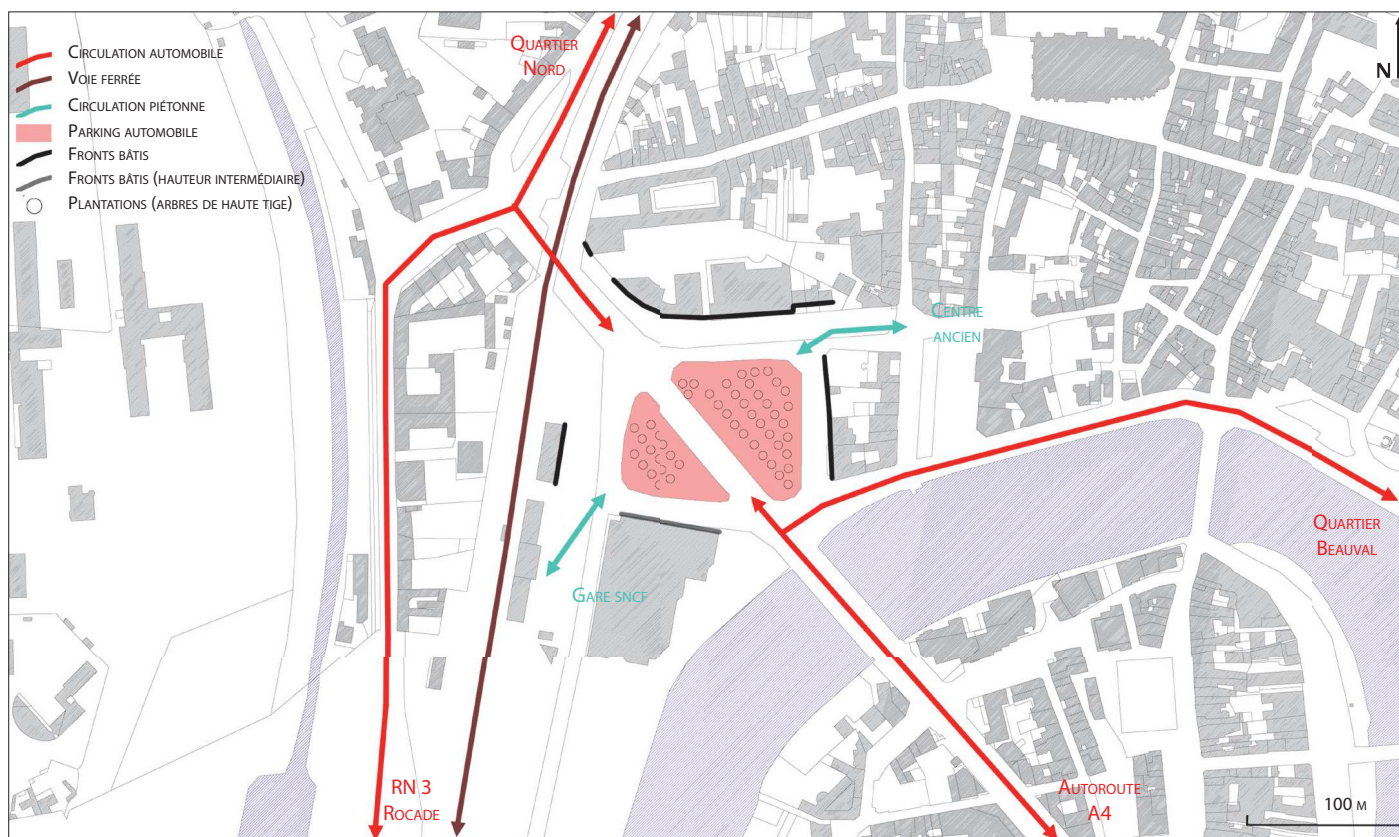 Circulation automobile
Voie ferrée
Circulation piétonne
Parking automobile
Fronts bâtis
Fronts bâtis (hauteur intermédiaire)
Plantations (arbres de haute tige)
Quartier
Nord
N
Centre
ancien
Quartier
Beauval
Gare sncf
RN 3
Rocade
Autoroute
A4
100 m